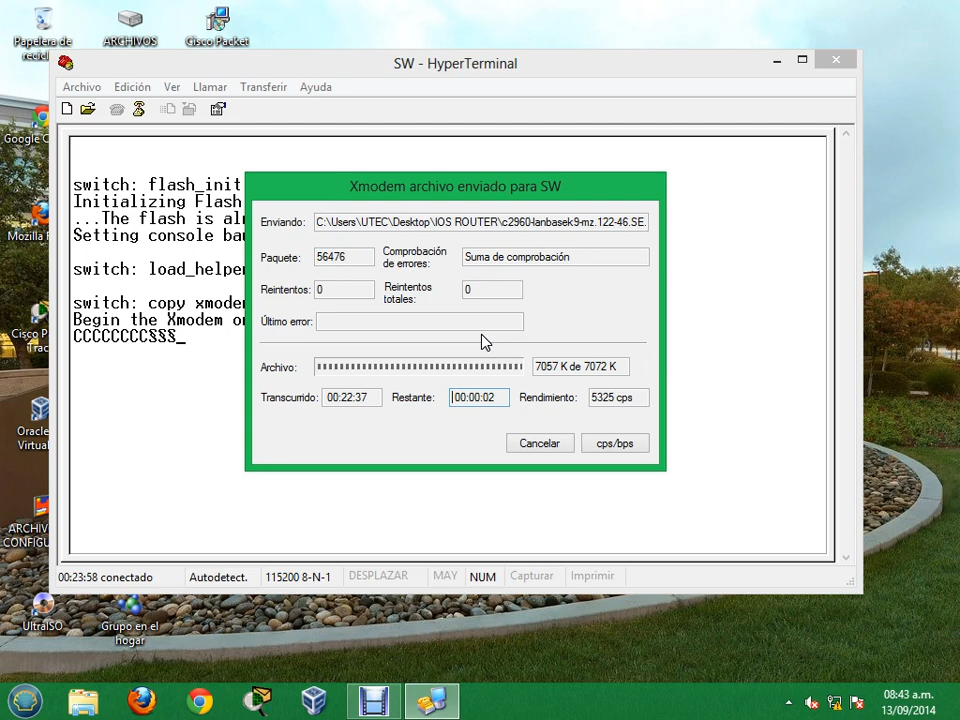 Papelera de
recicl
ARCHIVOS
Cisco Packet
SW - HyperTerminal
Archivo Edición Ver Llamar Transferir Ayuda
Google C
switch: flash_init
Initializing Flash
...The flash is al
Setting console bau
switch: load_helper
switch: copy xmodem
Begin the Xmodem or
CCCCCCCC§§§_
Xmodem archivo enviado para SW
Enviando: C:\Users\UTEC\Desktop\IOS ROUTER\c2960-lanbasek9-mz.122-46.SE.
Paquete: 56476 Comprobación de errores: Suma de comprobación
Reintentos: 0 Reintentos totales: 0
Último error:
Archivo: 7057 K de 7072 K
Transcurrido: 00:22:37 Restante: 00:00:02 Rendimiento: 5325 cps
Cancelar cps/bps
Mozilla F
Cisco P
Trac
Oracle
Virtual
ARCHIV
CONFIGU
00:23:58 conectado Autodetect. 115200 8-N-1 DESPLAZAR MAY NUM Capturar Imprimir
UltraISO
Grupo en el
hogar
08:43 a.m.
13/09/2014